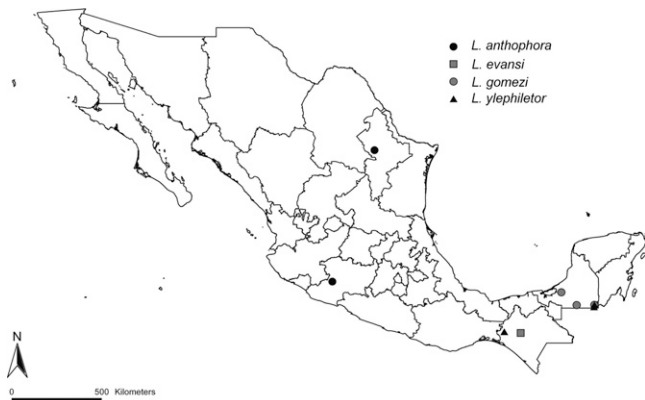 L. anthophora
L. evansi
L. gomezi
L. ylephiletor
N
0 500 Kilometers